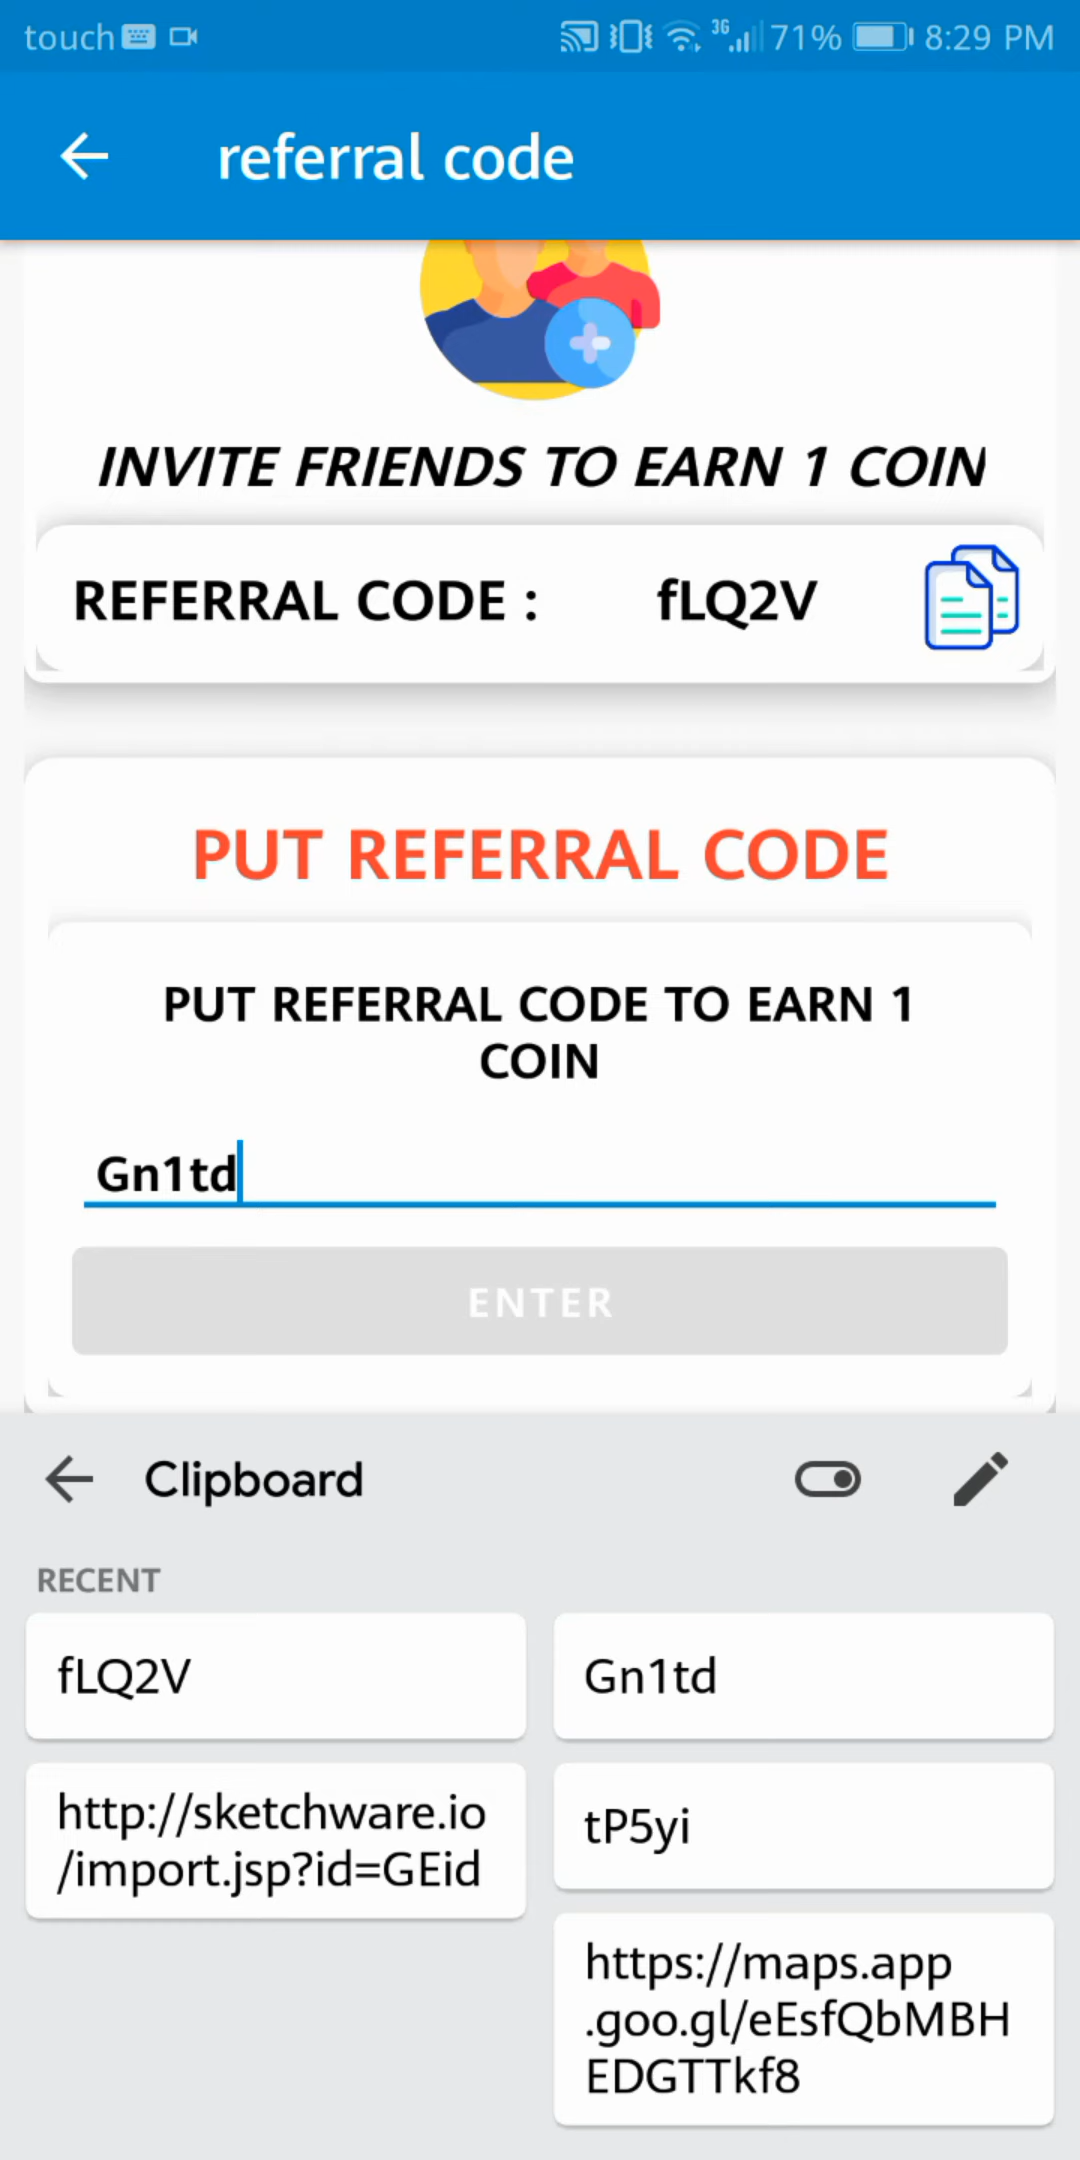 touch 3G 71% 8:29 PM
referral code
INVITE FRIENDS TO EARN 1 COIN
REFERRAL CODE : fLQ2V
PUT REFERRAL CODE
PUT REFERRAL CODE TO EARN 1
COIN
Gn1td
ENTER
Clipboard
RECENT
fLQ2V
Gn1td
http://sketchware.io
/import.jsp?id=GEid
tP5yi
https://maps.app
.goo.gl/eEsfQbMBH
EDGTTkf8